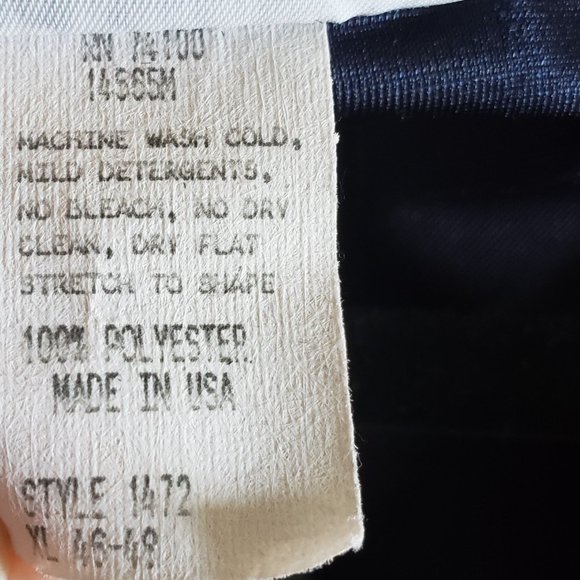 RN 74100
14565M
MACHINE WASH COLD,
MILD DETERGENTS,
NO BLEACH, NO DRY
CLEAN, DRY FLAT
STRETCH TO SHAPE
100% POLYESTER
MADE IN USA
STYLE 1472
XL 46-48